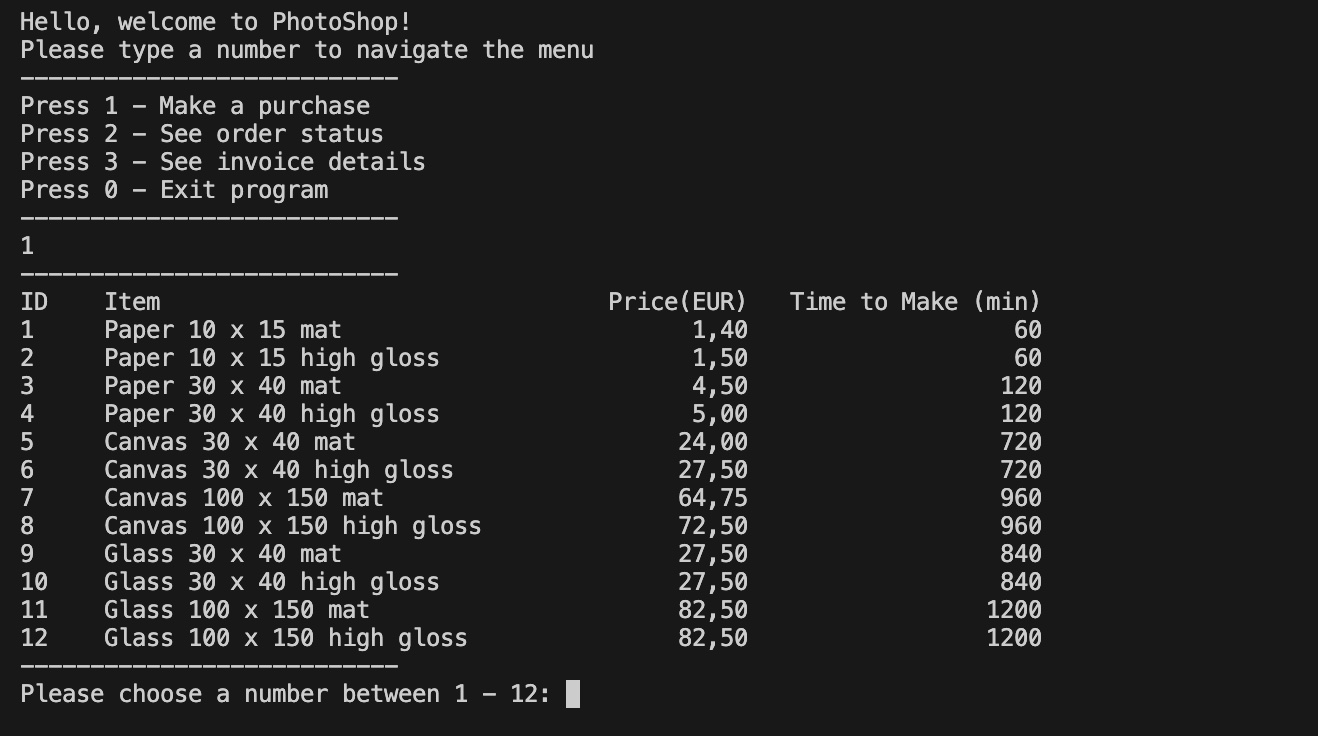 Hello, welcome to PhotoShop!
Please type a number to navigate the menu
---------------------------
Press 1 - Make a purchase
Press 2 - See order status
Press 3 - See invoice details
Press 0 - Exit program
---------------------------
1
---------------------------
ID    Item                                Price(EUR)   Time to Make (min)
1     Paper 10 x 15 mat                         1,40                   60
2     Paper 10 x 15 high gloss                  1,50                   60
3     Paper 30 x 40 mat                         4,50                  120
4     Paper 30 x 40 high gloss                  5,00                  120
5     Canvas 30 x 40 mat                       24,00                  720
6     Canvas 30 x 40 high gloss                27,50                  720
7     Canvas 100 x 150 mat                     64,75                  960
8     Canvas 100 x 150 high gloss              72,50                  960
9     Glass 30 x 40 mat                        27,50                  840
10    Glass 30 x 40 high gloss                 27,50                  840
11    Glass 100 x 150 mat                      82,50                 1200
12    Glass 100 x 150 high gloss               82,50                 1200
---------------------------
Please choose a number between 1 - 12: